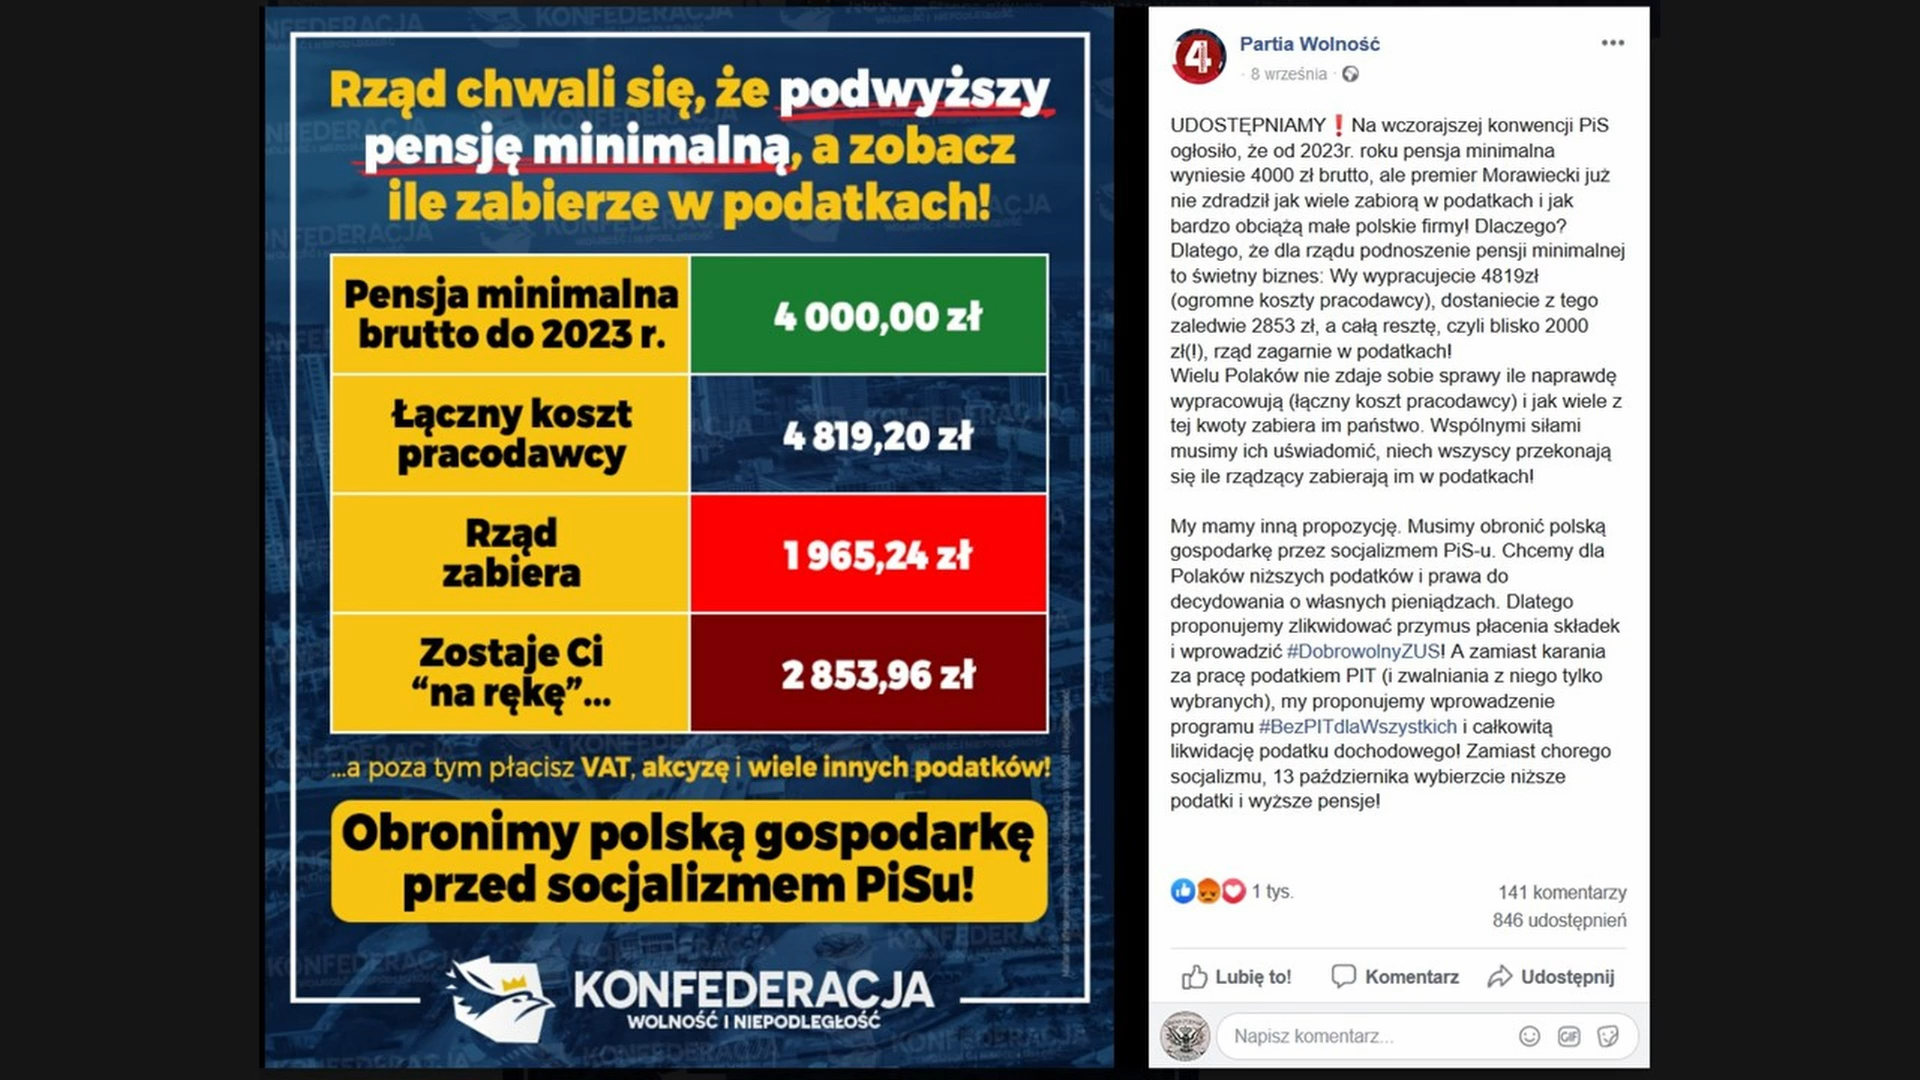 Rząd chwali się, że podwyższy
pensję minimalną, a zobacz
ile zabierze w podatkach!
Pensja minimalna
brutto do 2023 r.
4 000,00 zł
Łączny koszt
pracodawcy
4 819,20 zł
Rząd
zabiera
1 965,24 zł
Zostaje Ci
“na rękę”...
2 853,96 zł
...a poza tym płacisz VAT, akcyzę i wiele innych podatków!
Obronimy polską gospodarkę
przed socjalizmem PiSu!
KONFEDERACJA
WOLNOŚĆ I NIEPODLEGŁOŚĆ
4
Partia Wolność
· 8 września ·
UDOSTĘPNIAMY❗Na wczorajszej konwencji PiS
ogłosiło, że od 2023r. roku pensja minimalna
wyniesie 4000 zł brutto, ale premier Morawiecki już
nie zdradził jak wiele zabiorą w podatkach i jak
bardzo obciążą małe polskie firmy! Dlaczego?
Dlatego, że dla rządu podnoszenie pensji minimalnej
to świetny biznes: Wy wypracujecie 4819zł
(ogromne koszty pracodawcy), dostaniecie z tego
zaledwie 2853 zł, a całą resztę, czyli blisko 2000
zł(!), rząd zagarnie w podatkach!
Wielu Polaków nie zdaje sobie sprawy ile naprawdę
wypracowują (łączny koszt pracodawcy) i jak wiele z
tej kwoty zabiera im państwo. Wspólnymi siłami
musimy ich uświadomić, niech wszyscy przekonają
się ile rządzący zabierają im w podatkach!
My mamy inną propozycję. Musimy obronić polską
gospodarkę przez socjalizmem PiS-u. Chcemy dla
Polaków niższych podatków i prawa do
decydowania o własnych pieniądzach. Dlatego
proponujemy zlikwidować przymus płacenia składek
i wprowadzić #DobrowolnyZUS! A zamiast karania
za pracę podatkiem PIT (i zwalniania z niego tylko
wybranych), my proponujemy wprowadzenie
programu #BezPITdlaWszystkich i całkowitą
likwidację podatku dochodowego! Zamiast chorego
socjalizmu, 13 października wybierzcie niższe
podatki i wyższe pensje!
1 tys.
141 komentarzy
846 udostępnień
Lubię to!
Komentarz
Udostępnij
Napisz komentarz...
GIF